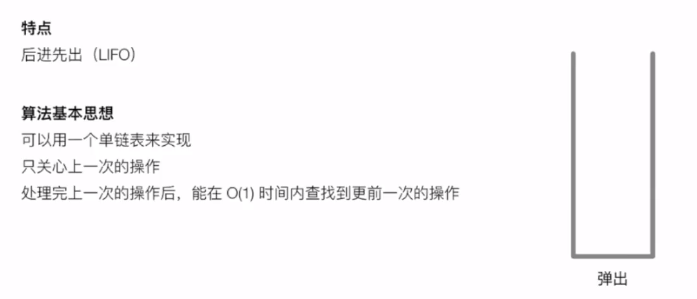 特点
后进先出（LIFO）
算法基本思想
可以用一个单链表来实现
只关心上一次的操作
处理完上一次的操作后，能在 O(1) 时间内查找到更前一次的操作
弹出